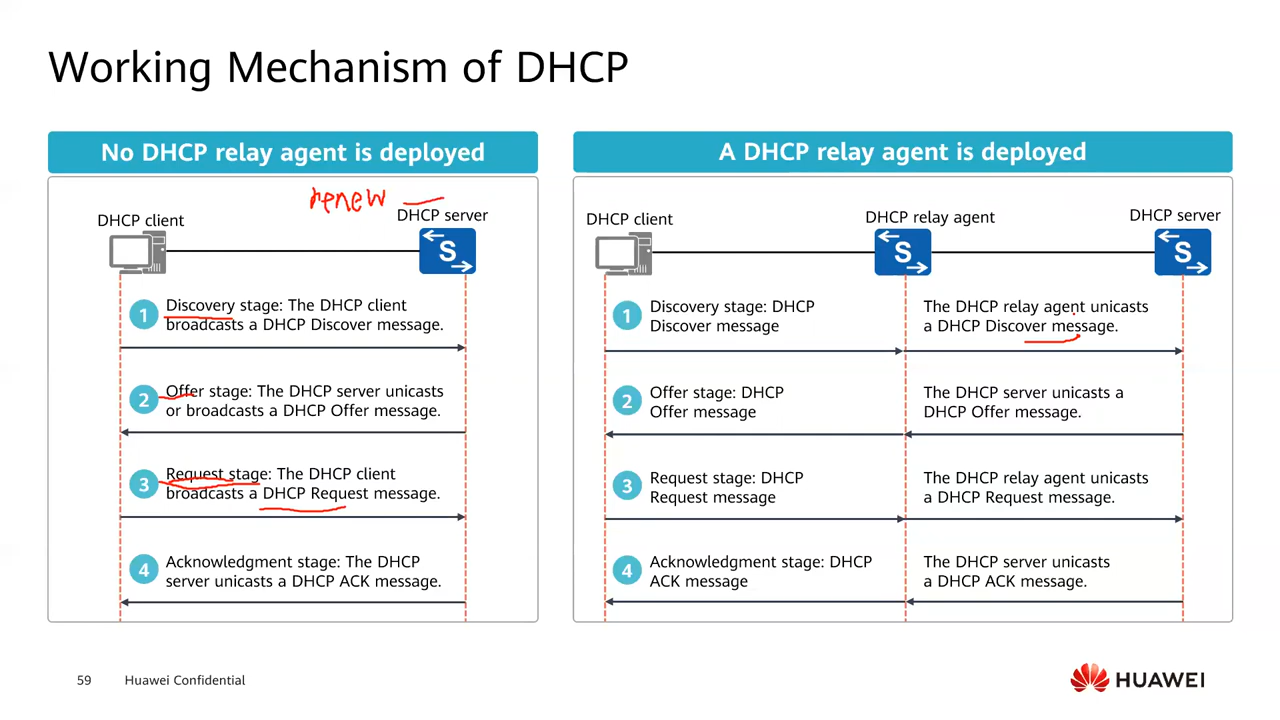 Working Mechanism of DHCP
No DHCP relay agent is deployed
renew
DHCP client
DHCP server
S
1
Discovery stage: The DHCP client
broadcasts a DHCP Discover message.
2
Offer stage: The DHCP server unicasts
or broadcasts a DHCP Offer message.
3
Request stage: The DHCP client
broadcasts a DHCP Request message.
4
Acknowledgment stage: The DHCP
server unicasts a DHCP ACK message.
A DHCP relay agent is deployed
DHCP client
DHCP relay agent
DHCP server
S
S
1
Discovery stage: DHCP
Discover message
The DHCP relay agent unicasts
a DHCP Discover message.
2
Offer stage: DHCP
Offer message
The DHCP server unicasts a
DHCP Offer message.
3
Request stage: DHCP
Request message
The DHCP relay agent unicasts
a DHCP Request message.
4
Acknowledgment stage: DHCP
ACK message
The DHCP server unicasts
a DHCP ACK message.
59 Huawei Confidential
HUAWEI